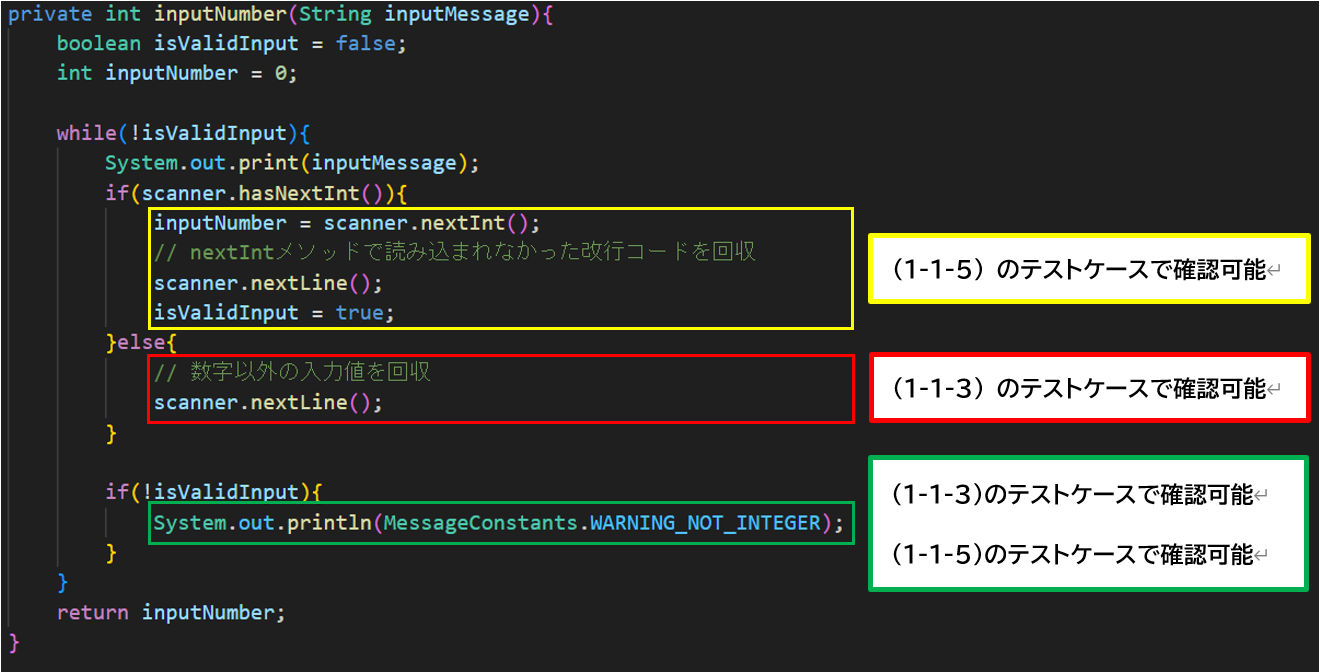 private int inputNumber(String inputMessage){
boolean isValidInput = false;
int inputNumber = 0;
while(!isValidInput){
System.out.print(inputMessage);
if(scanner.hasNextInt()){
inputNumber = scanner.nextInt();
// nextIntメソッドで読み込まれなかった改行コードを回収
scanner.nextLine();
isValidInput = true;
(1-1-5) のテストケースで確認可能↵
}else{
// 数字以外の入力値を回収
scanner.nextLine();
(1-1-3) のテストケースで確認可能↵
}
if(!isValidInput){
System.out.println(MessageConstants.WARNING_NOT_INTEGER);
(1-1-3)のテストケースで確認可能↵
(1-1-5)のテストケースで確認可能↵
}
}
return inputNumber;
}